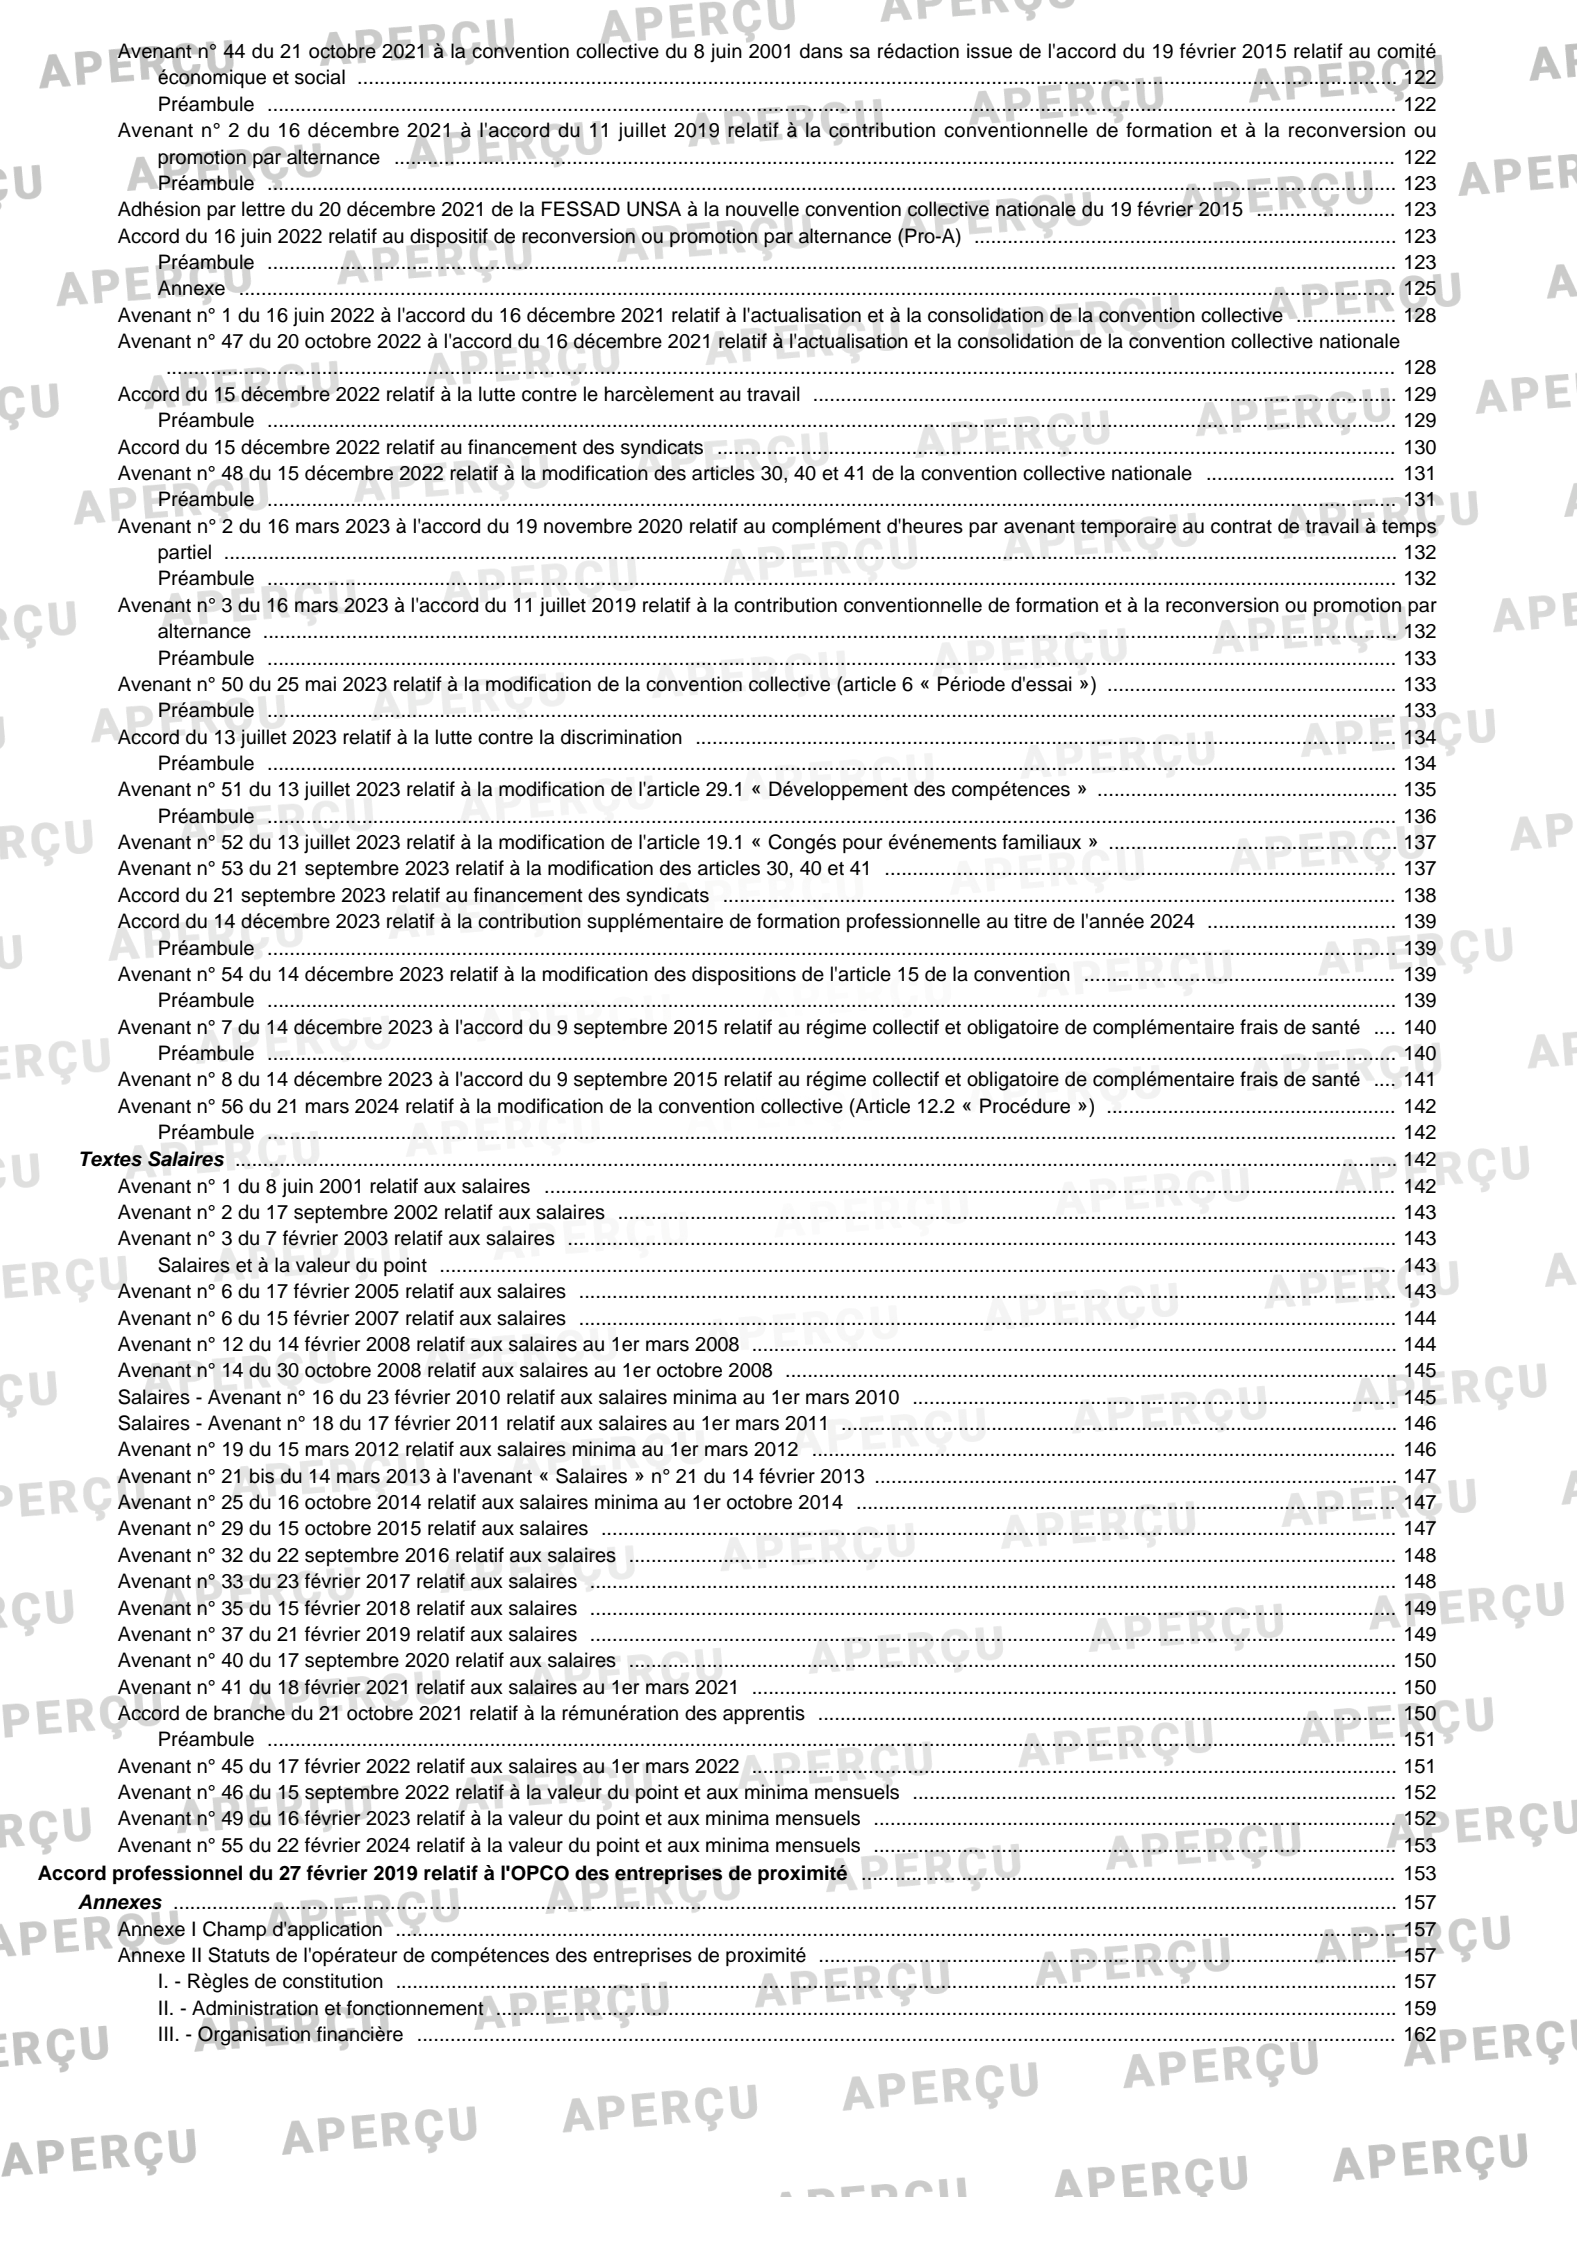 Avenant n° 44 du 21 octobre 2021 à la convention collective du 8 juin 2001 dans sa rédaction issue de l'accord du 19 février 2015 relatif au comité
économique et social ... 122
Préambule ... 122
Avenant n° 2 du 16 décembre 2021 à l'accord du 11 juillet 2019 relatif à la contribution conventionnelle de formation et à la reconversion ou
promotion par alternance ... 122
Préambule ... 123
Adhésion par lettre du 20 décembre 2021 de la FESSAD UNSA à la nouvelle convention collective nationale du 19 février 2015 ... 123
Accord du 16 juin 2022 relatif au dispositif de reconversion ou promotion par alternance (Pro-A) ... 123
Préambule ... 123
Annexe ... 125
Avenant n° 1 du 16 juin 2022 à l'accord du 16 décembre 2021 relatif à l'actualisation et à la consolidation de la convention collective ... 128
Avenant n° 47 du 20 octobre 2022 à l'accord du 16 décembre 2021 relatif à l'actualisation et la consolidation de la convention collective nationale
... 128
Accord du 15 décembre 2022 relatif à la lutte contre le harcèlement au travail ... 129
Préambule ... 129
Accord du 15 décembre 2022 relatif au financement des syndicats ... 130
Avenant n° 48 du 15 décembre 2022 relatif à la modification des articles 30, 40 et 41 de la convention collective nationale ... 131
Préambule ... 131
Avenant n° 2 du 16 mars 2023 à l'accord du 19 novembre 2020 relatif au complément d'heures par avenant temporaire au contrat de travail à temps
partiel ... 132
Préambule ... 132
Avenant n° 3 du 16 mars 2023 à l'accord du 11 juillet 2019 relatif à la contribution conventionnelle de formation et à la reconversion ou promotion par
alternance ... 132
Préambule ... 133
Avenant n° 50 du 25 mai 2023 relatif à la modification de la convention collective (article 6 « Période d'essai ») ... 133
Préambule ... 133
Accord du 13 juillet 2023 relatif à la lutte contre la discrimination ... 134
Préambule ... 134
Avenant n° 51 du 13 juillet 2023 relatif à la modification de l'article 29.1 « Développement des compétences » ... 135
Préambule ... 136
Avenant n° 52 du 13 juillet 2023 relatif à la modification de l'article 19.1 « Congés pour événements familiaux » ... 137
Avenant n° 53 du 21 septembre 2023 relatif à la modification des articles 30, 40 et 41 ... 137
Accord du 21 septembre 2023 relatif au financement des syndicats ... 138
Accord du 14 décembre 2023 relatif à la contribution supplémentaire de formation professionnelle au titre de l'année 2024 ... 139
Préambule ... 139
Avenant n° 54 du 14 décembre 2023 relatif à la modification des dispositions de l'article 15 de la convention ... 139
Préambule ... 139
Avenant n° 7 du 14 décembre 2023 à l'accord du 9 septembre 2015 relatif au régime collectif et obligatoire de complémentaire frais de santé .... 140
Préambule ... 140
Avenant n° 8 du 14 décembre 2023 à l'accord du 9 septembre 2015 relatif au régime collectif et obligatoire de complémentaire frais de santé .... 141
Avenant n° 56 du 21 mars 2024 relatif à la modification de la convention collective (Article 12.2 « Procédure ») ... 142
Préambule ... 142
Textes Salaires ... 142
Avenant n° 1 du 8 juin 2001 relatif aux salaires ... 142
Avenant n° 2 du 17 septembre 2002 relatif aux salaires ... 143
Avenant n° 3 du 7 février 2003 relatif aux salaires ... 143
Salaires et à la valeur du point ... 143
Avenant n° 6 du 17 février 2005 relatif aux salaires ... 143
Avenant n° 6 du 15 février 2007 relatif aux salaires ... 144
Avenant n° 12 du 14 février 2008 relatif aux salaires au 1er mars 2008 ... 144
Avenant n° 14 du 30 octobre 2008 relatif aux salaires au 1er octobre 2008 ... 145
Salaires - Avenant n° 16 du 23 février 2010 relatif aux salaires minima au 1er mars 2010 ... 145
Salaires - Avenant n° 18 du 17 février 2011 relatif aux salaires au 1er mars 2011 ... 146
Avenant n° 19 du 15 mars 2012 relatif aux salaires minima au 1er mars 2012 ... 146
Avenant n° 21 bis du 14 mars 2013 à l'avenant « Salaires » n° 21 du 14 février 2013 ... 147
Avenant n° 25 du 16 octobre 2014 relatif aux salaires minima au 1er octobre 2014 ... 147
Avenant n° 29 du 15 octobre 2015 relatif aux salaires ... 147
Avenant n° 32 du 22 septembre 2016 relatif aux salaires ... 148
Avenant n° 33 du 23 février 2017 relatif aux salaires ... 148
Avenant n° 35 du 15 février 2018 relatif aux salaires ... 149
Avenant n° 37 du 21 février 2019 relatif aux salaires ... 149
Avenant n° 40 du 17 septembre 2020 relatif aux salaires ... 150
Avenant n° 41 du 18 février 2021 relatif aux salaires au 1er mars 2021 ... 150
Accord de branche du 21 octobre 2021 relatif à la rémunération des apprentis ... 150
Préambule ... 151
Avenant n° 45 du 17 février 2022 relatif aux salaires au 1er mars 2022 ... 151
Avenant n° 46 du 15 septembre 2022 relatif à la valeur du point et aux minima mensuels ... 152
Avenant n° 49 du 16 février 2023 relatif à la valeur du point et aux minima mensuels ... 152
Avenant n° 55 du 22 février 2024 relatif à la valeur du point et aux minima mensuels ... 153
Accord professionnel du 27 février 2019 relatif à l'OPCO des entreprises de proximité ... 153
Annexes ... 157
Annexe I Champ d'application ... 157
Annexe II Statuts de l'opérateur de compétences des entreprises de proximité ... 157
I. - Règles de constitution ... 157
II. - Administration et fonctionnement ... 159
III. - Organisation financière ... 162
APERÇU